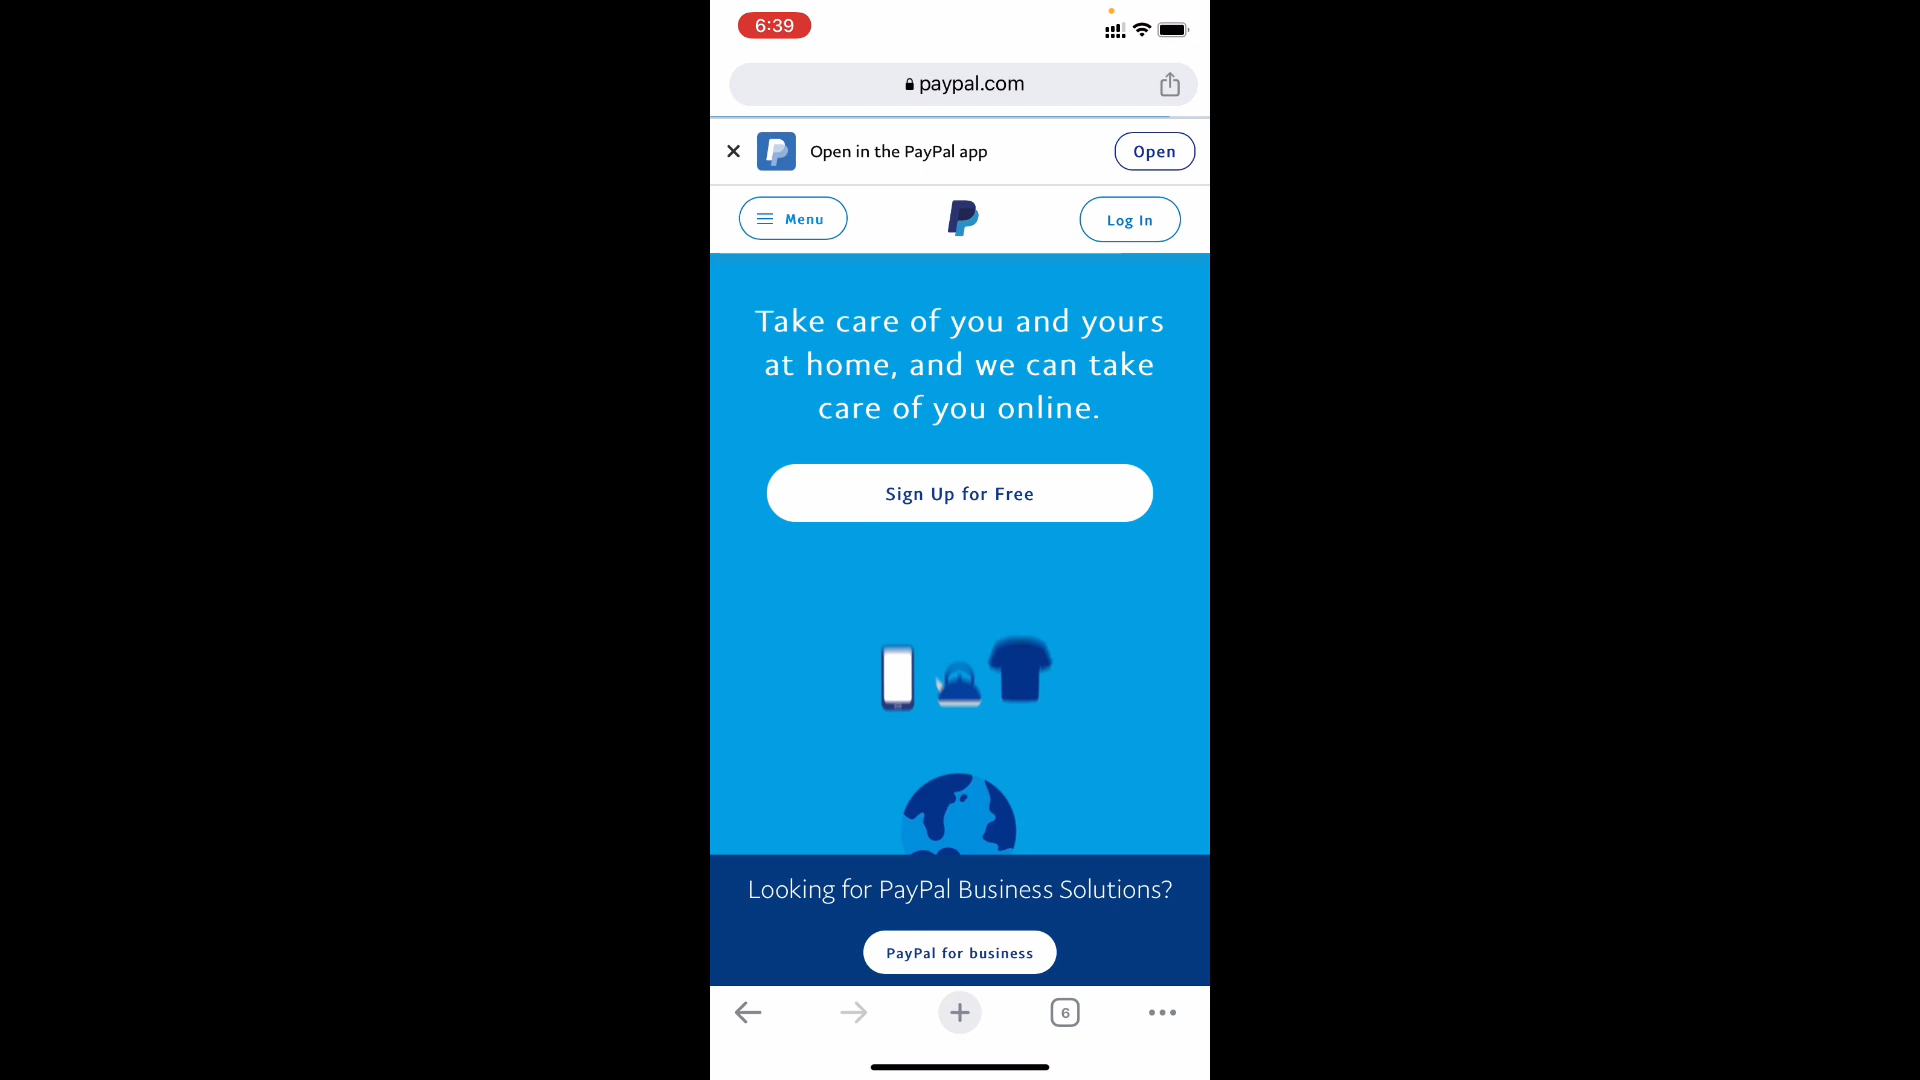 6:39
paypal.com
Open in the PayPal app
Open
Menu
Log In
Take care of you and yours
at home, and we can take
care of you online.
Sign Up for Free
Looking for PayPal Business Solutions?
PayPal for business
6